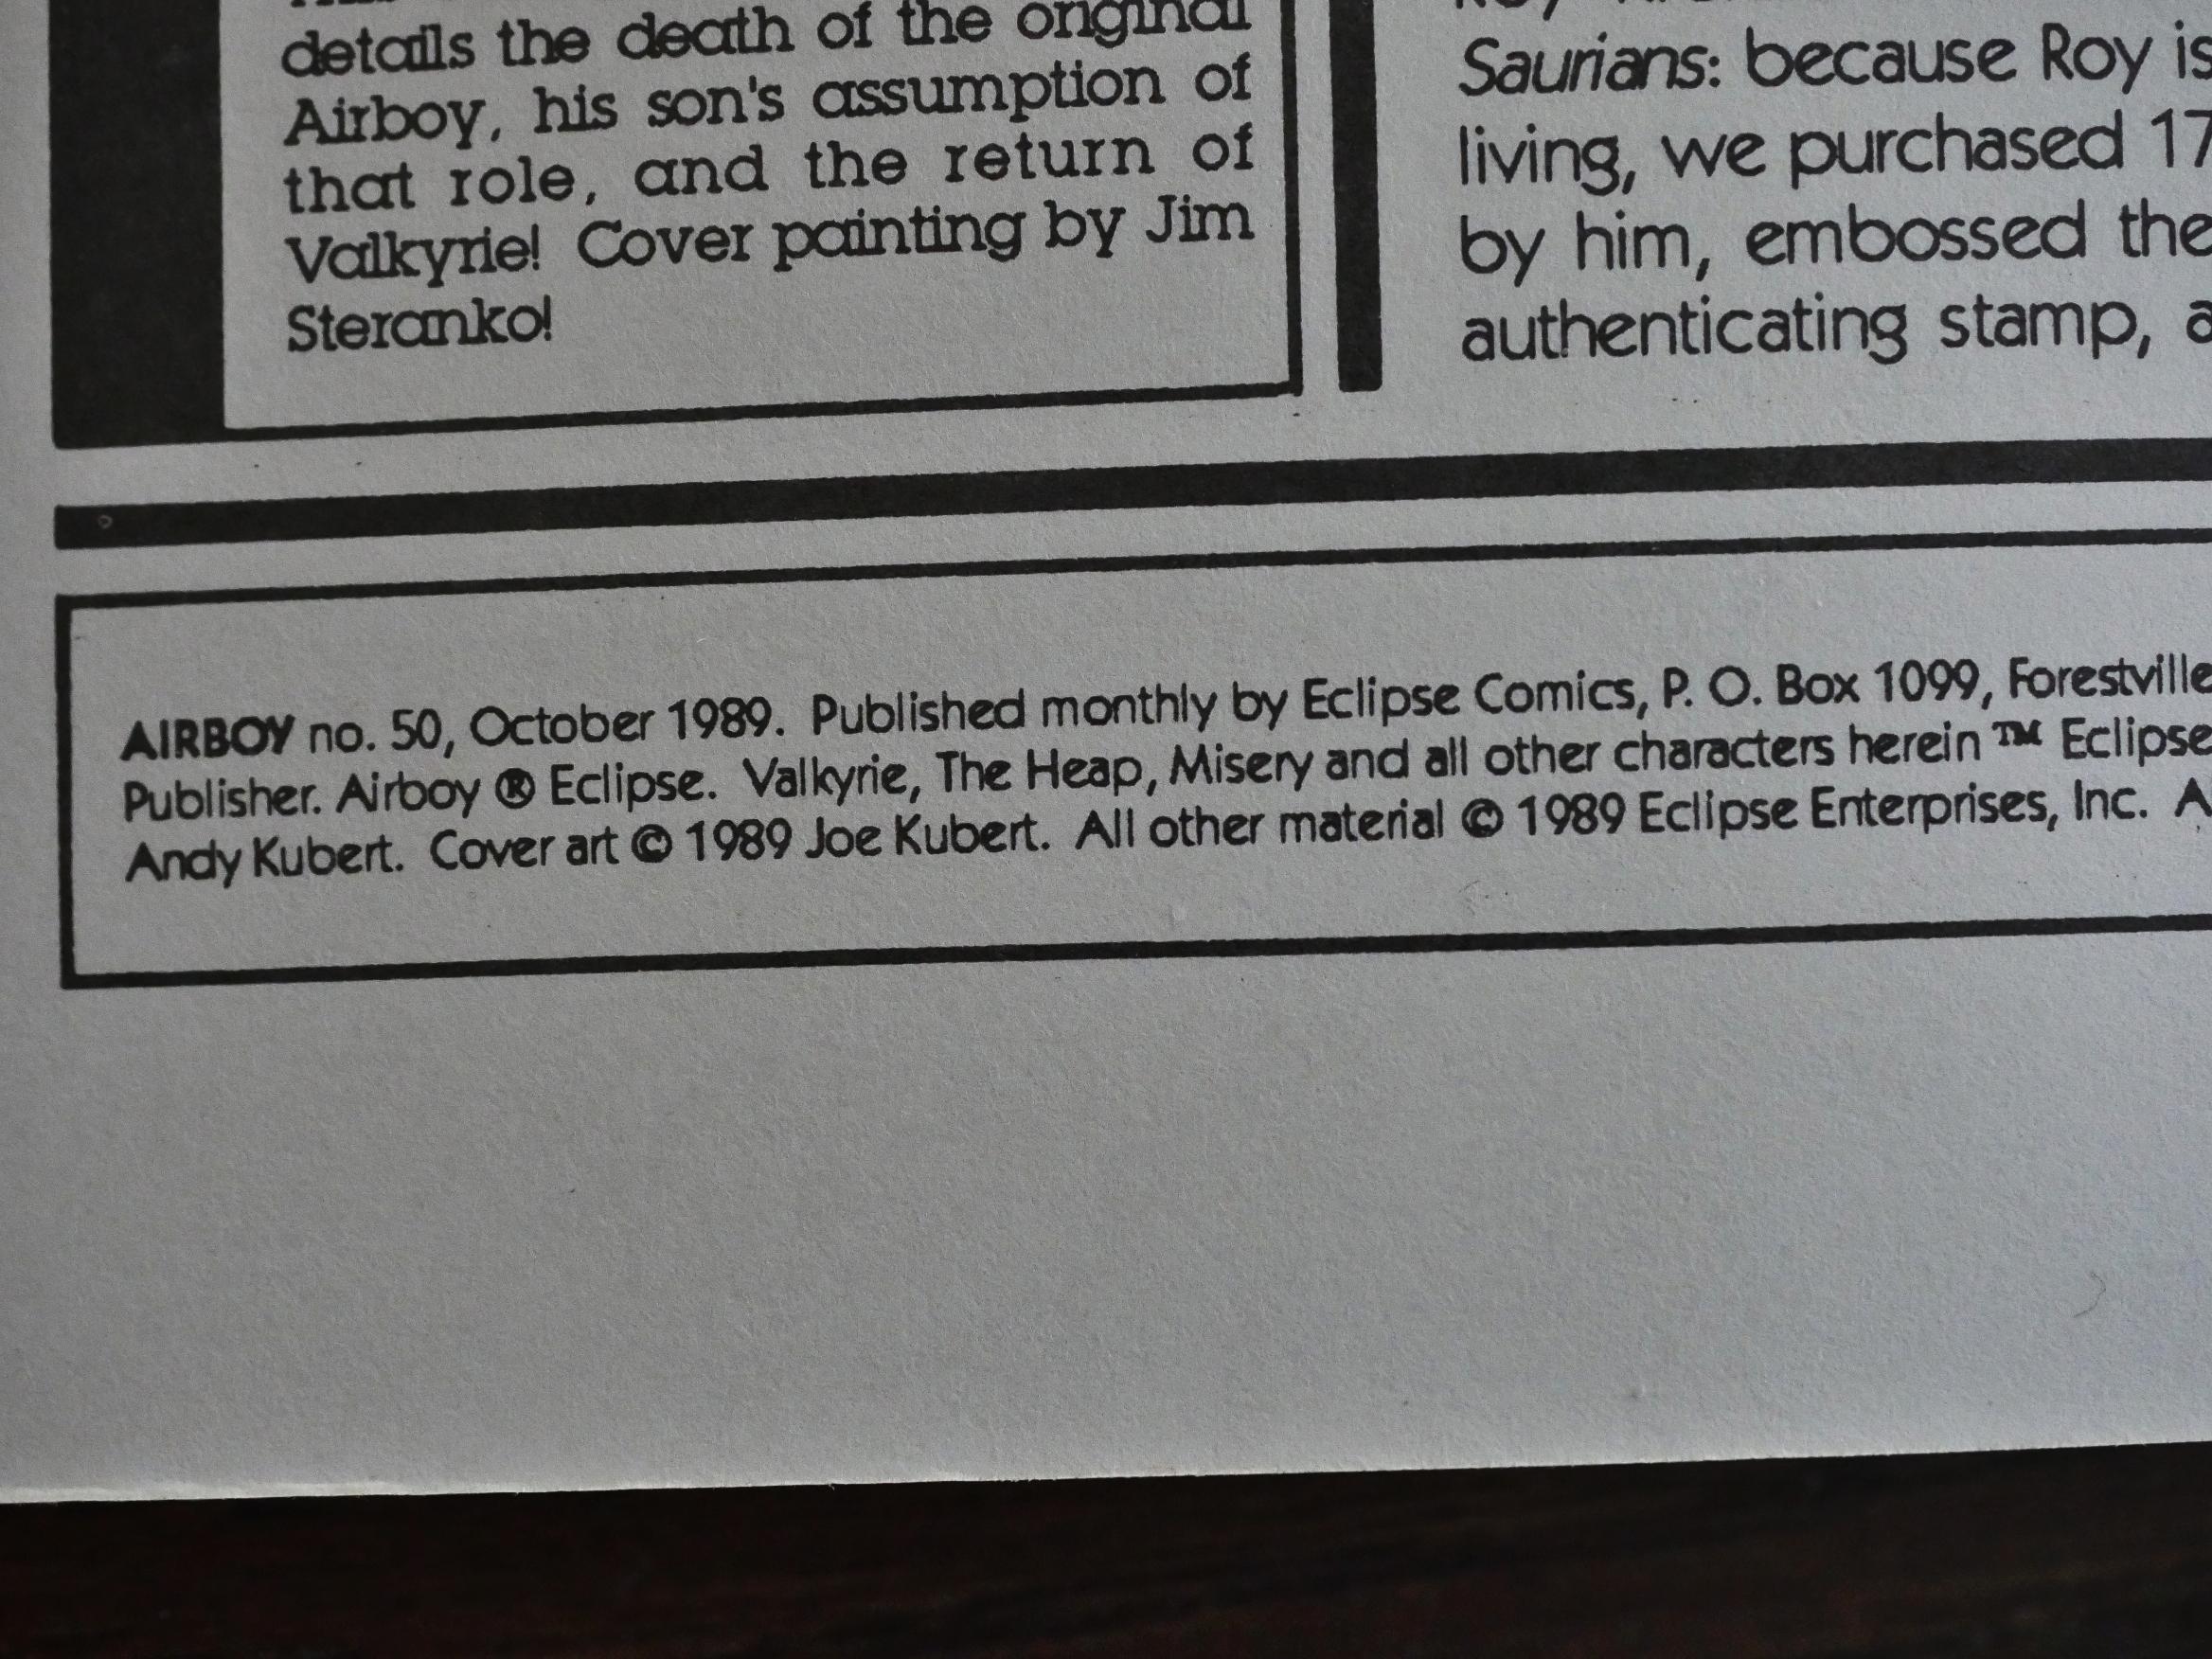 details the death of the original
Airboy, his son's assumption of
that role, and the return of
Valkyrie! Cover painting by Jim
Steranko!
Saurians: because Roy is
living, we purchased 17
by him, embossed the
authenticating stamp, a
AIRBOY no. 50, October 1989. Published monthly by Eclipse Comics, P. O. Box 1099, Forestville
Publisher. Airboy ® Eclipse. Valkyrie, The Heap, Misery and all other characters herein ™ Eclipse
Andy Kubert. Cover art © 1989 Joe Kubert. All other material © 1989 Eclipse Enterprises, Inc. A